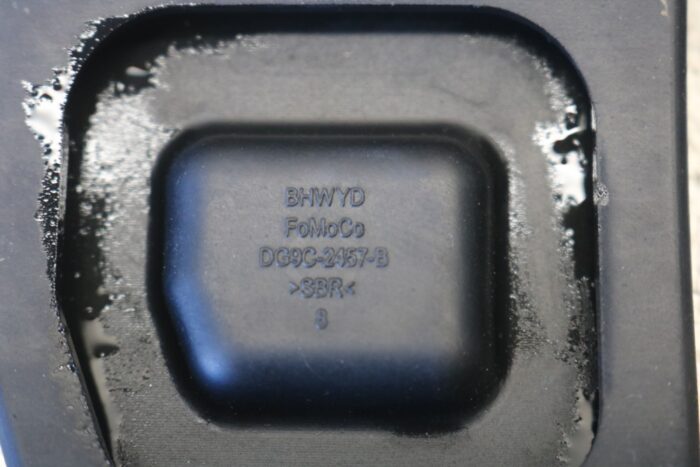 BHWYD
FoMoCo
DG9C-2457-B
>SBR<
8